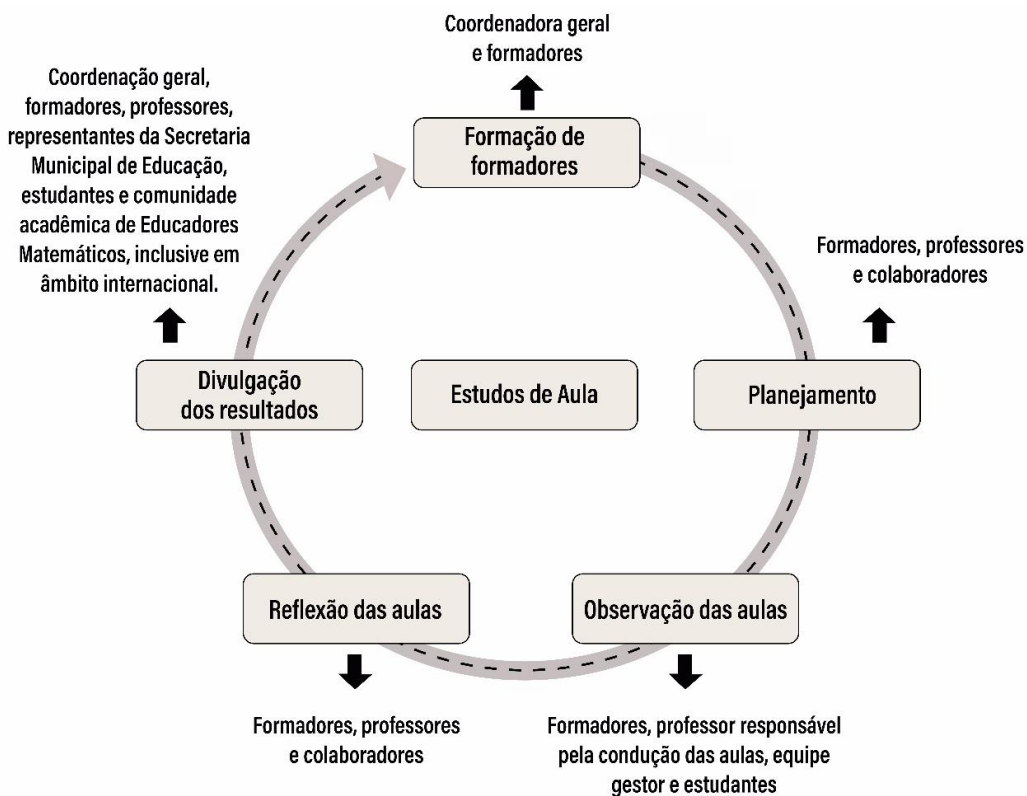 Coordenadora geral
e formadores
Formação de
formadores
Coordenação geral,
formadores, professores,
representantes da Secretaria
Municipal de Educação,
estudantes e comunidade
acadêmica de Educadores
Matemáticos, inclusive em
âmbito internacional.
Formadores, professores
e colaboradores
Divulgação
dos resultados
Estudos de Aula
Planejamento
Reflexão das aulas
Observação das aulas
Formadores, professores
e colaboradores
Formadores, professor responsável
pela condução das aulas, equipe
gestor e estudantes